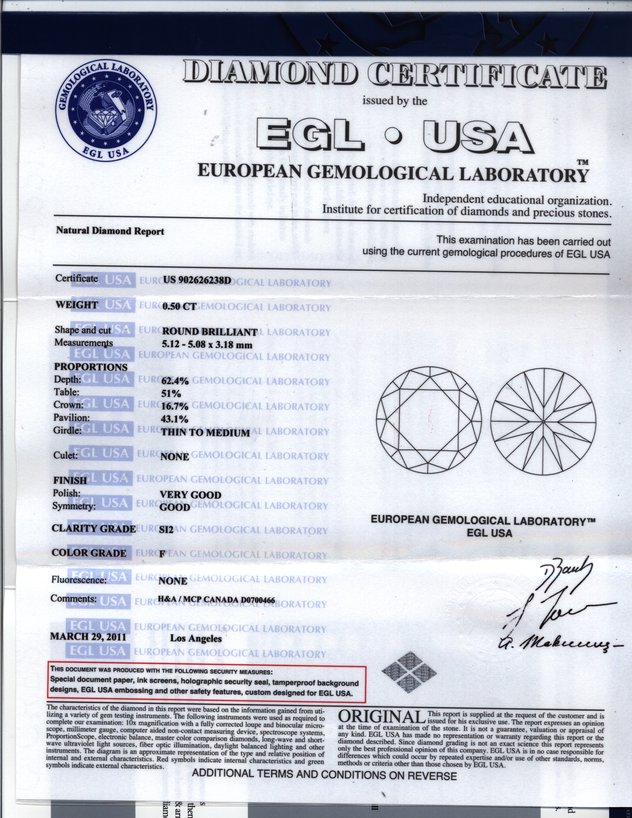 DIAMOND CERTIFICATE
issued by the
EGL • USA
EUROPEAN GEMOLOGICAL LABORATORY™
GEMOLOGICAL LABORATORY
EGL USA
Independent educational organization.
Institute for certification of diamonds and precious stones.
Natural Diamond Report
This examination has been carried out
using the current gemological procedures of EGL USA
Certificate US 902626238D
WEIGHT 0.50 CT
Shape and cut ROUND BRILLIANT
Measurements 5.12 - 5.08 x 3.18 mm
PROPORTIONS
Depth: 62.4%
Table: 51%
Crown: 16.7%
Pavilion: 43.1%
Girdle: THIN TO MEDIUM
Culet: NONE
FINISH
Polish: VERY GOOD
Symmetry: GOOD
CLARITY GRADE SI2
COLOR GRADE F
Fluorescence: NONE
Comments: H&A / MCP CANADA D0700466
MARCH 29, 2011 Los Angeles
EUROPEAN GEMOLOGICAL LABORATORY™
EGL USA
THIS DOCUMENT WAS PRODUCED WITH THE FOLLOWING SECURITY MEASURES:
Special document paper, ink screens, holographic security seal, tamperproof background
designs, EGL USA embossing and other safety features, custom designed for EGL USA.
The characteristics of the diamond in this report were based on the information gained from uti-
lizing a variety of gem testing instruments. The following instruments were used as required to
complete our examination: 10x magnification with a fully corrected loupe and binocular micro-
scope, millimeter gauge, computer aided non-contact measuring device, spectroscope systems,
Proportionscope, electronic balance, master color comparison diamonds, long-wave and short-
wave ultraviolet light sources, fiber optic illumination, daylight balanced lighting and other
instruments. The diagram is an approximate representation of the type and relative position of
internal and external characteristics. Red symbols indicate internal characteristics and green
symbols indicate external characteristics.
ORIGINAL This report is supplied at the request of the customer and is
issued for his exclusive use. The report expresses an opinion
at the time of examination of the stone. It is not a guarantee, valuation or appraisal of
any kind. EGL USA has made no representation or warranty regarding this report or the
diamond described. Since diamond grading is not an exact science this report represents
only the best professional opinion of this company. EGL USA is in no case responsible for
differences which could occur by repeated expertise and/or use of other standards, norms,
methods or criteria other than those chosen by EGL USA.
ADDITIONAL TERMS AND CONDITIONS ON REVERSE